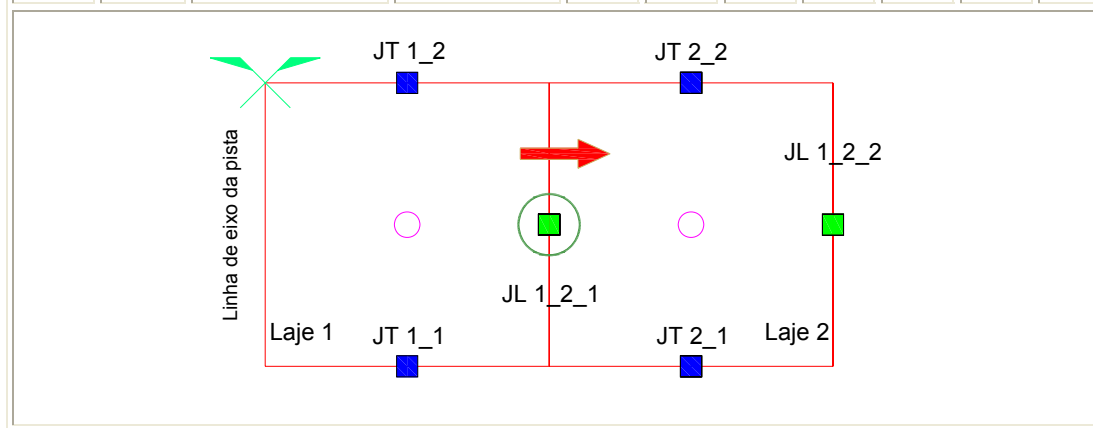 JT 1_2
JT 2_2
Linha de eixo da pista
JL 1_2_2
JL 1_2_1
Laje 1
JT 1_1
JT 2_1
Laje 2